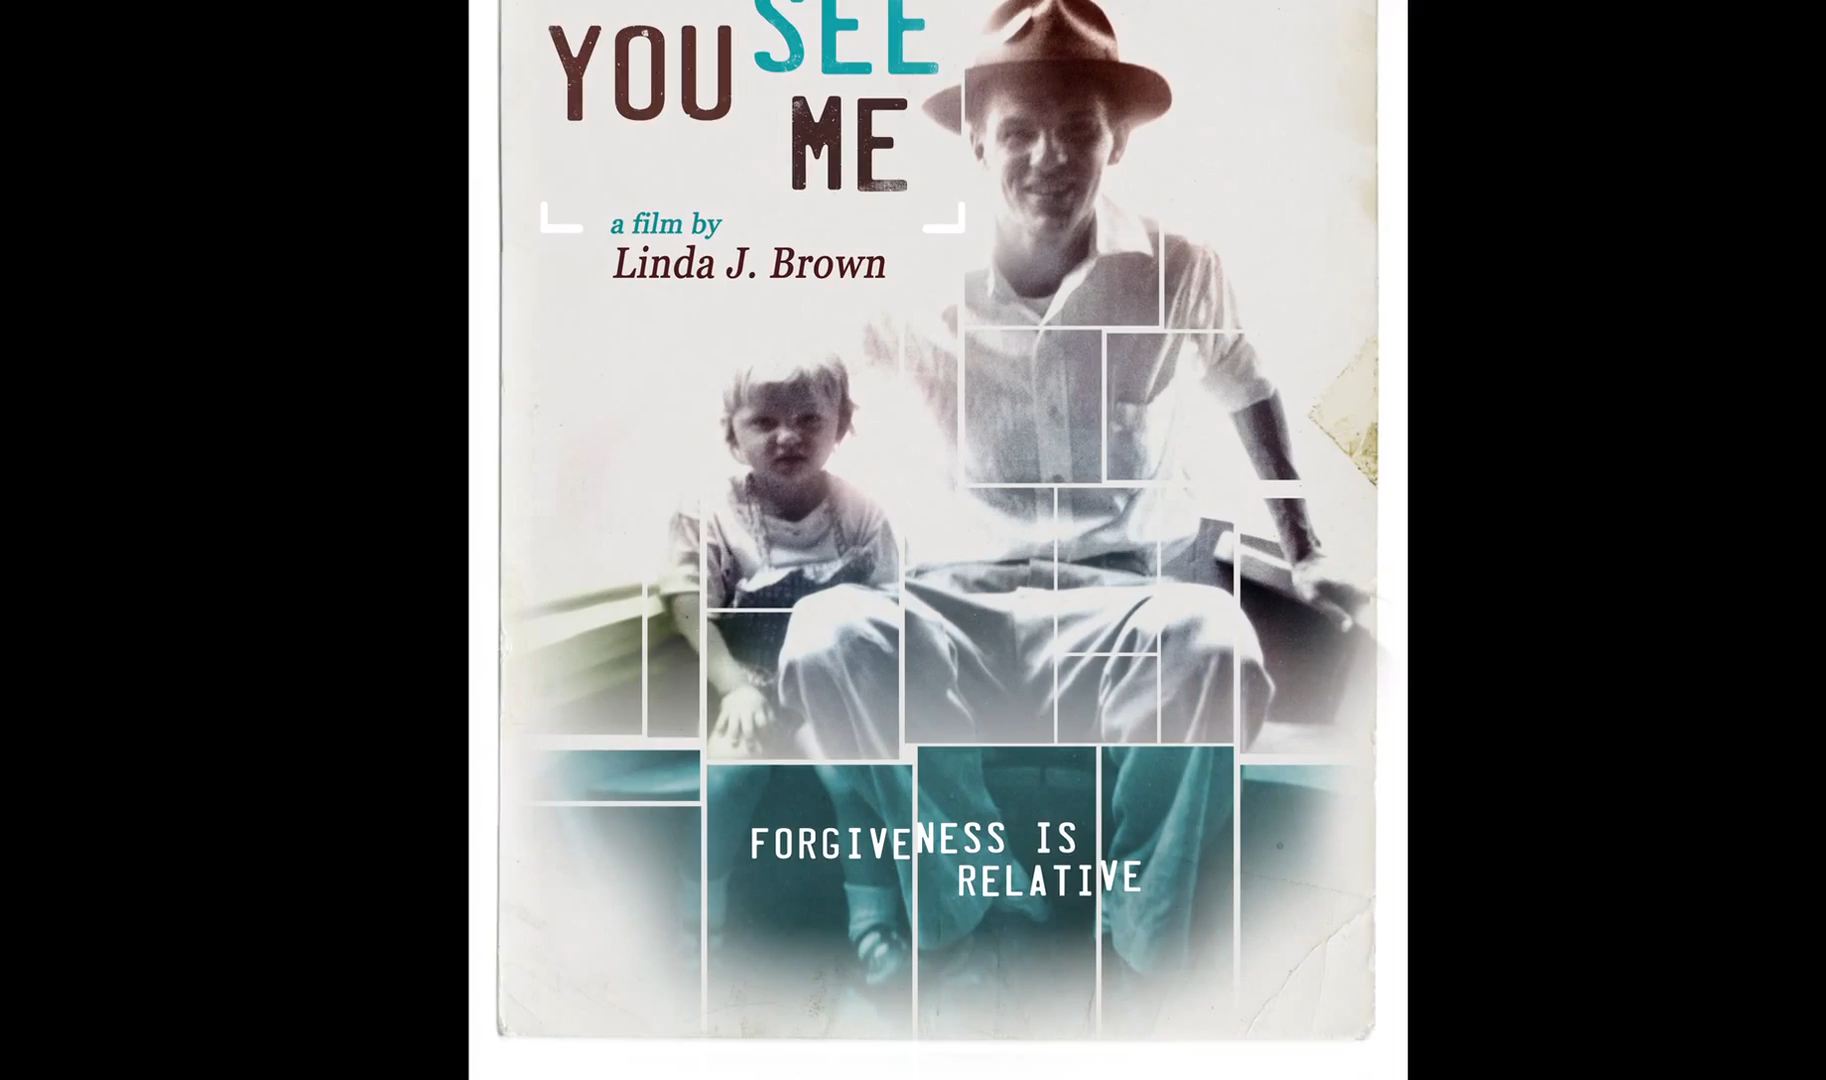 YOU SEE
ME
a film by
Linda J. Brown
FORGIVENESS IS
RELATIVE